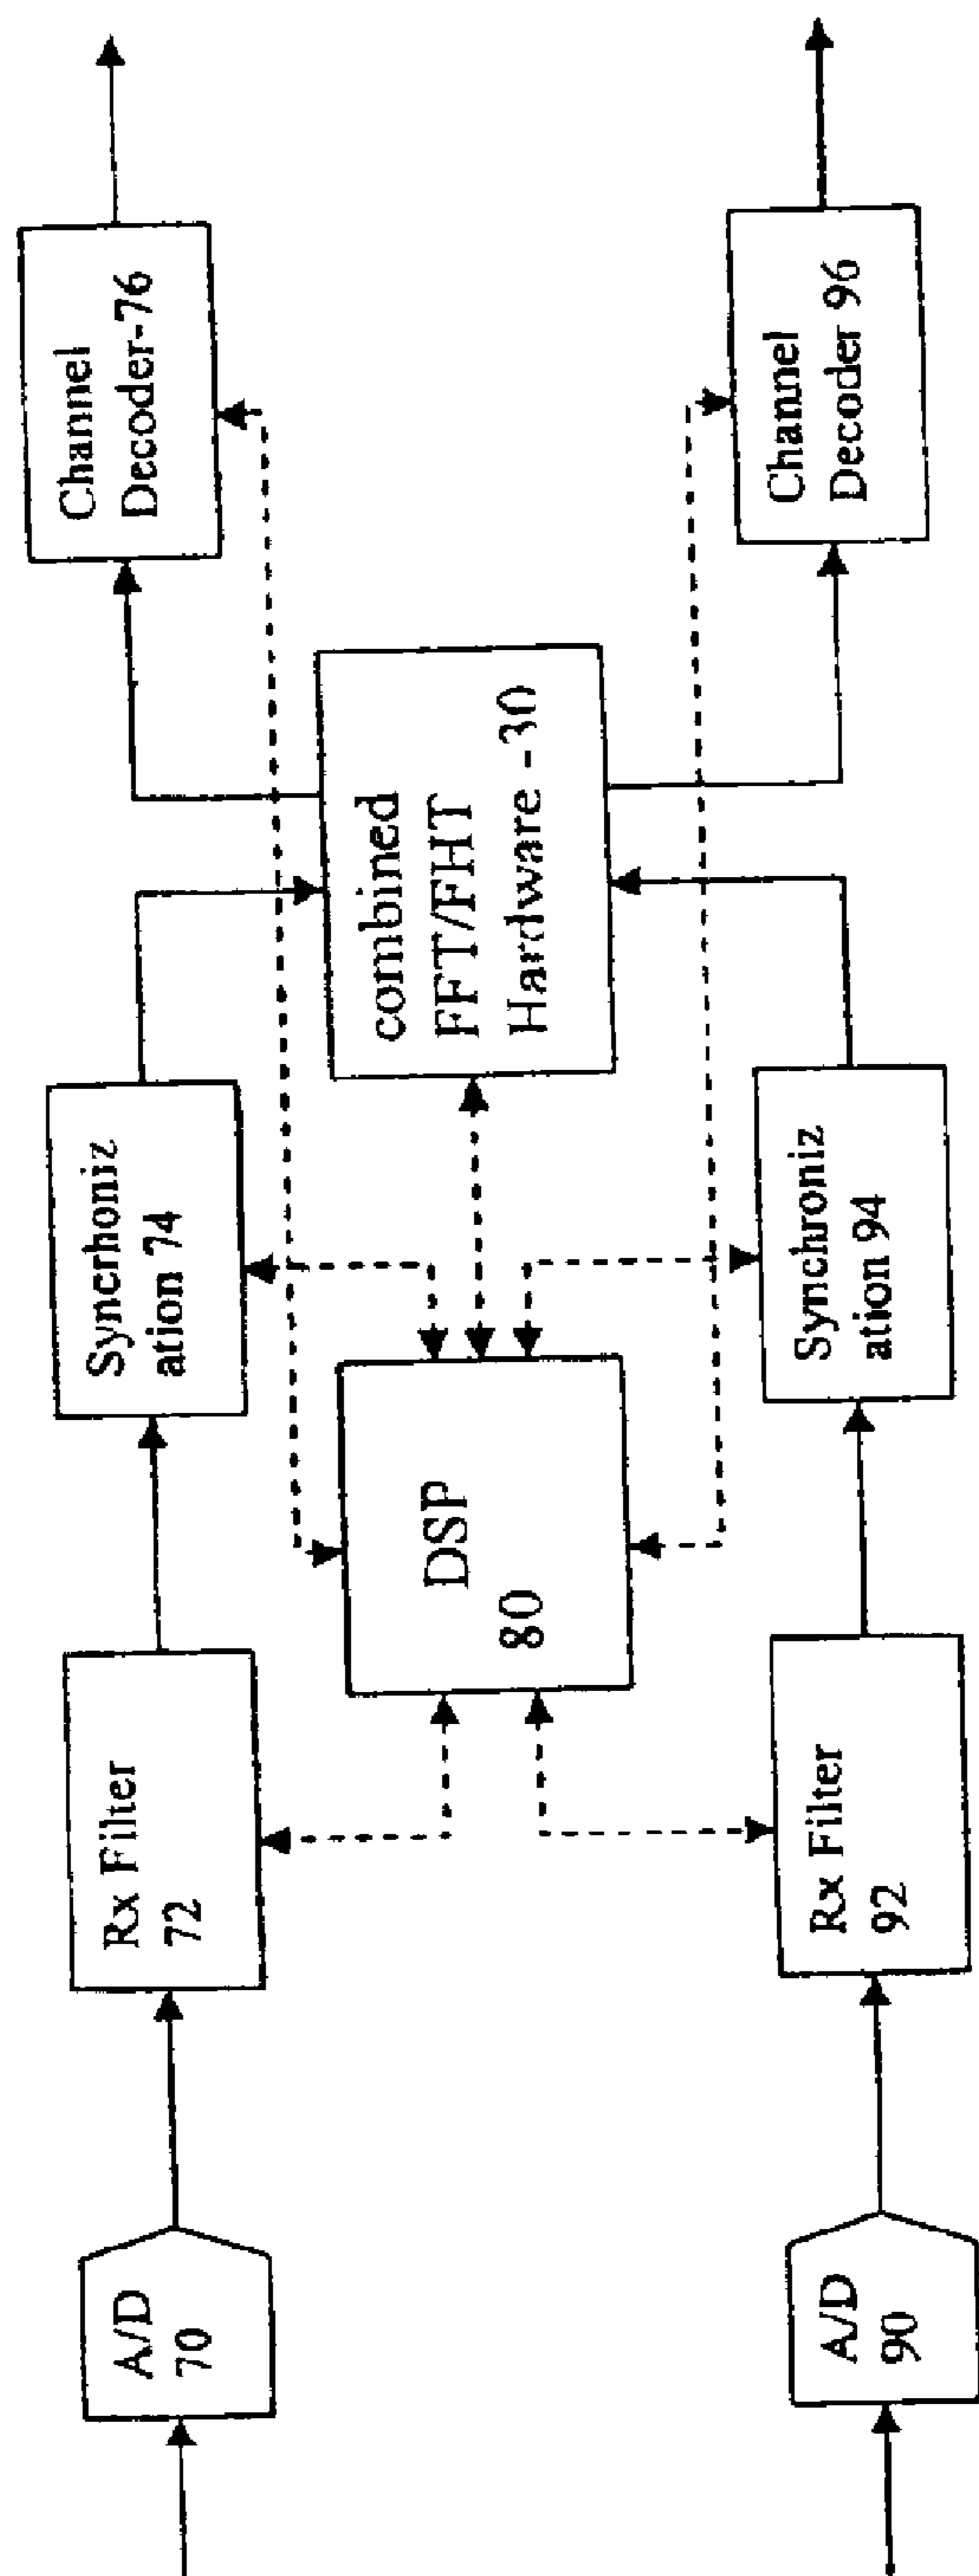 A/D
70
Rx Filter
72
Syncrhoniz
ation 74
Channel
Decoder-76
DSP
80
combined
FFT/FHT
Hardware -30
A/D
90
Rx Filter
92
Synchroniz
ation 94
Channel
Decoder 96